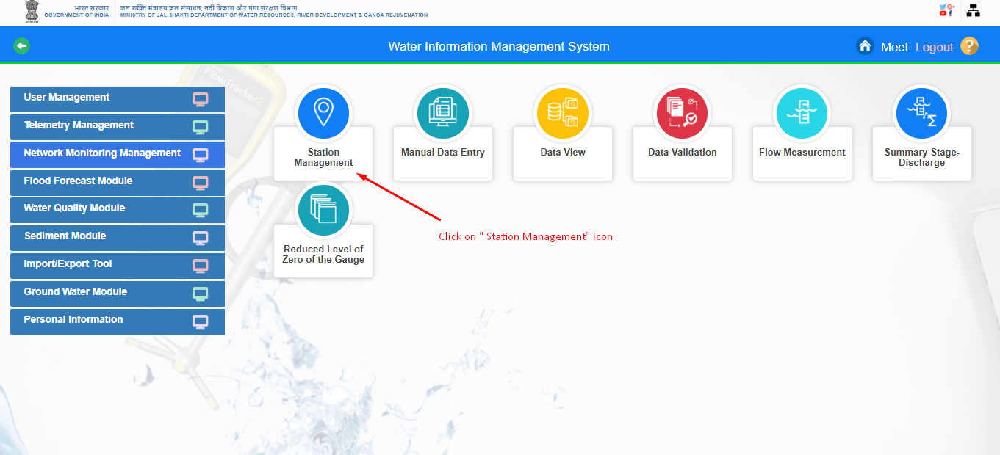 भारत सरकार
GOVERNMENT OF INDIA
जल शक्ति मंत्रालय जल संसाधन, नदी विकास और गंगा संरक्षण विभाग
MINISTRY OF JAL SHAKTI DEPARTMENT OF WATER RESOURCES, RIVER DEVELOPMENT & GANGA REJUVENATION
Water Information Management System
Meet Logout ?
FlowTracker2
User Management
Telemetry Management
Network Monitoring Management
Flood Forecast Module
Water Quality Module
Sediment Module
Import/Export Tool
Ground Water Module
Personal Information
Station
Management
Manual Data Entry
Data View
Data Validation
Flow Measurement
Summary Stage-
Discharge
Reduced Level of
Zero of the Gauge
Click on " Station Management" icon